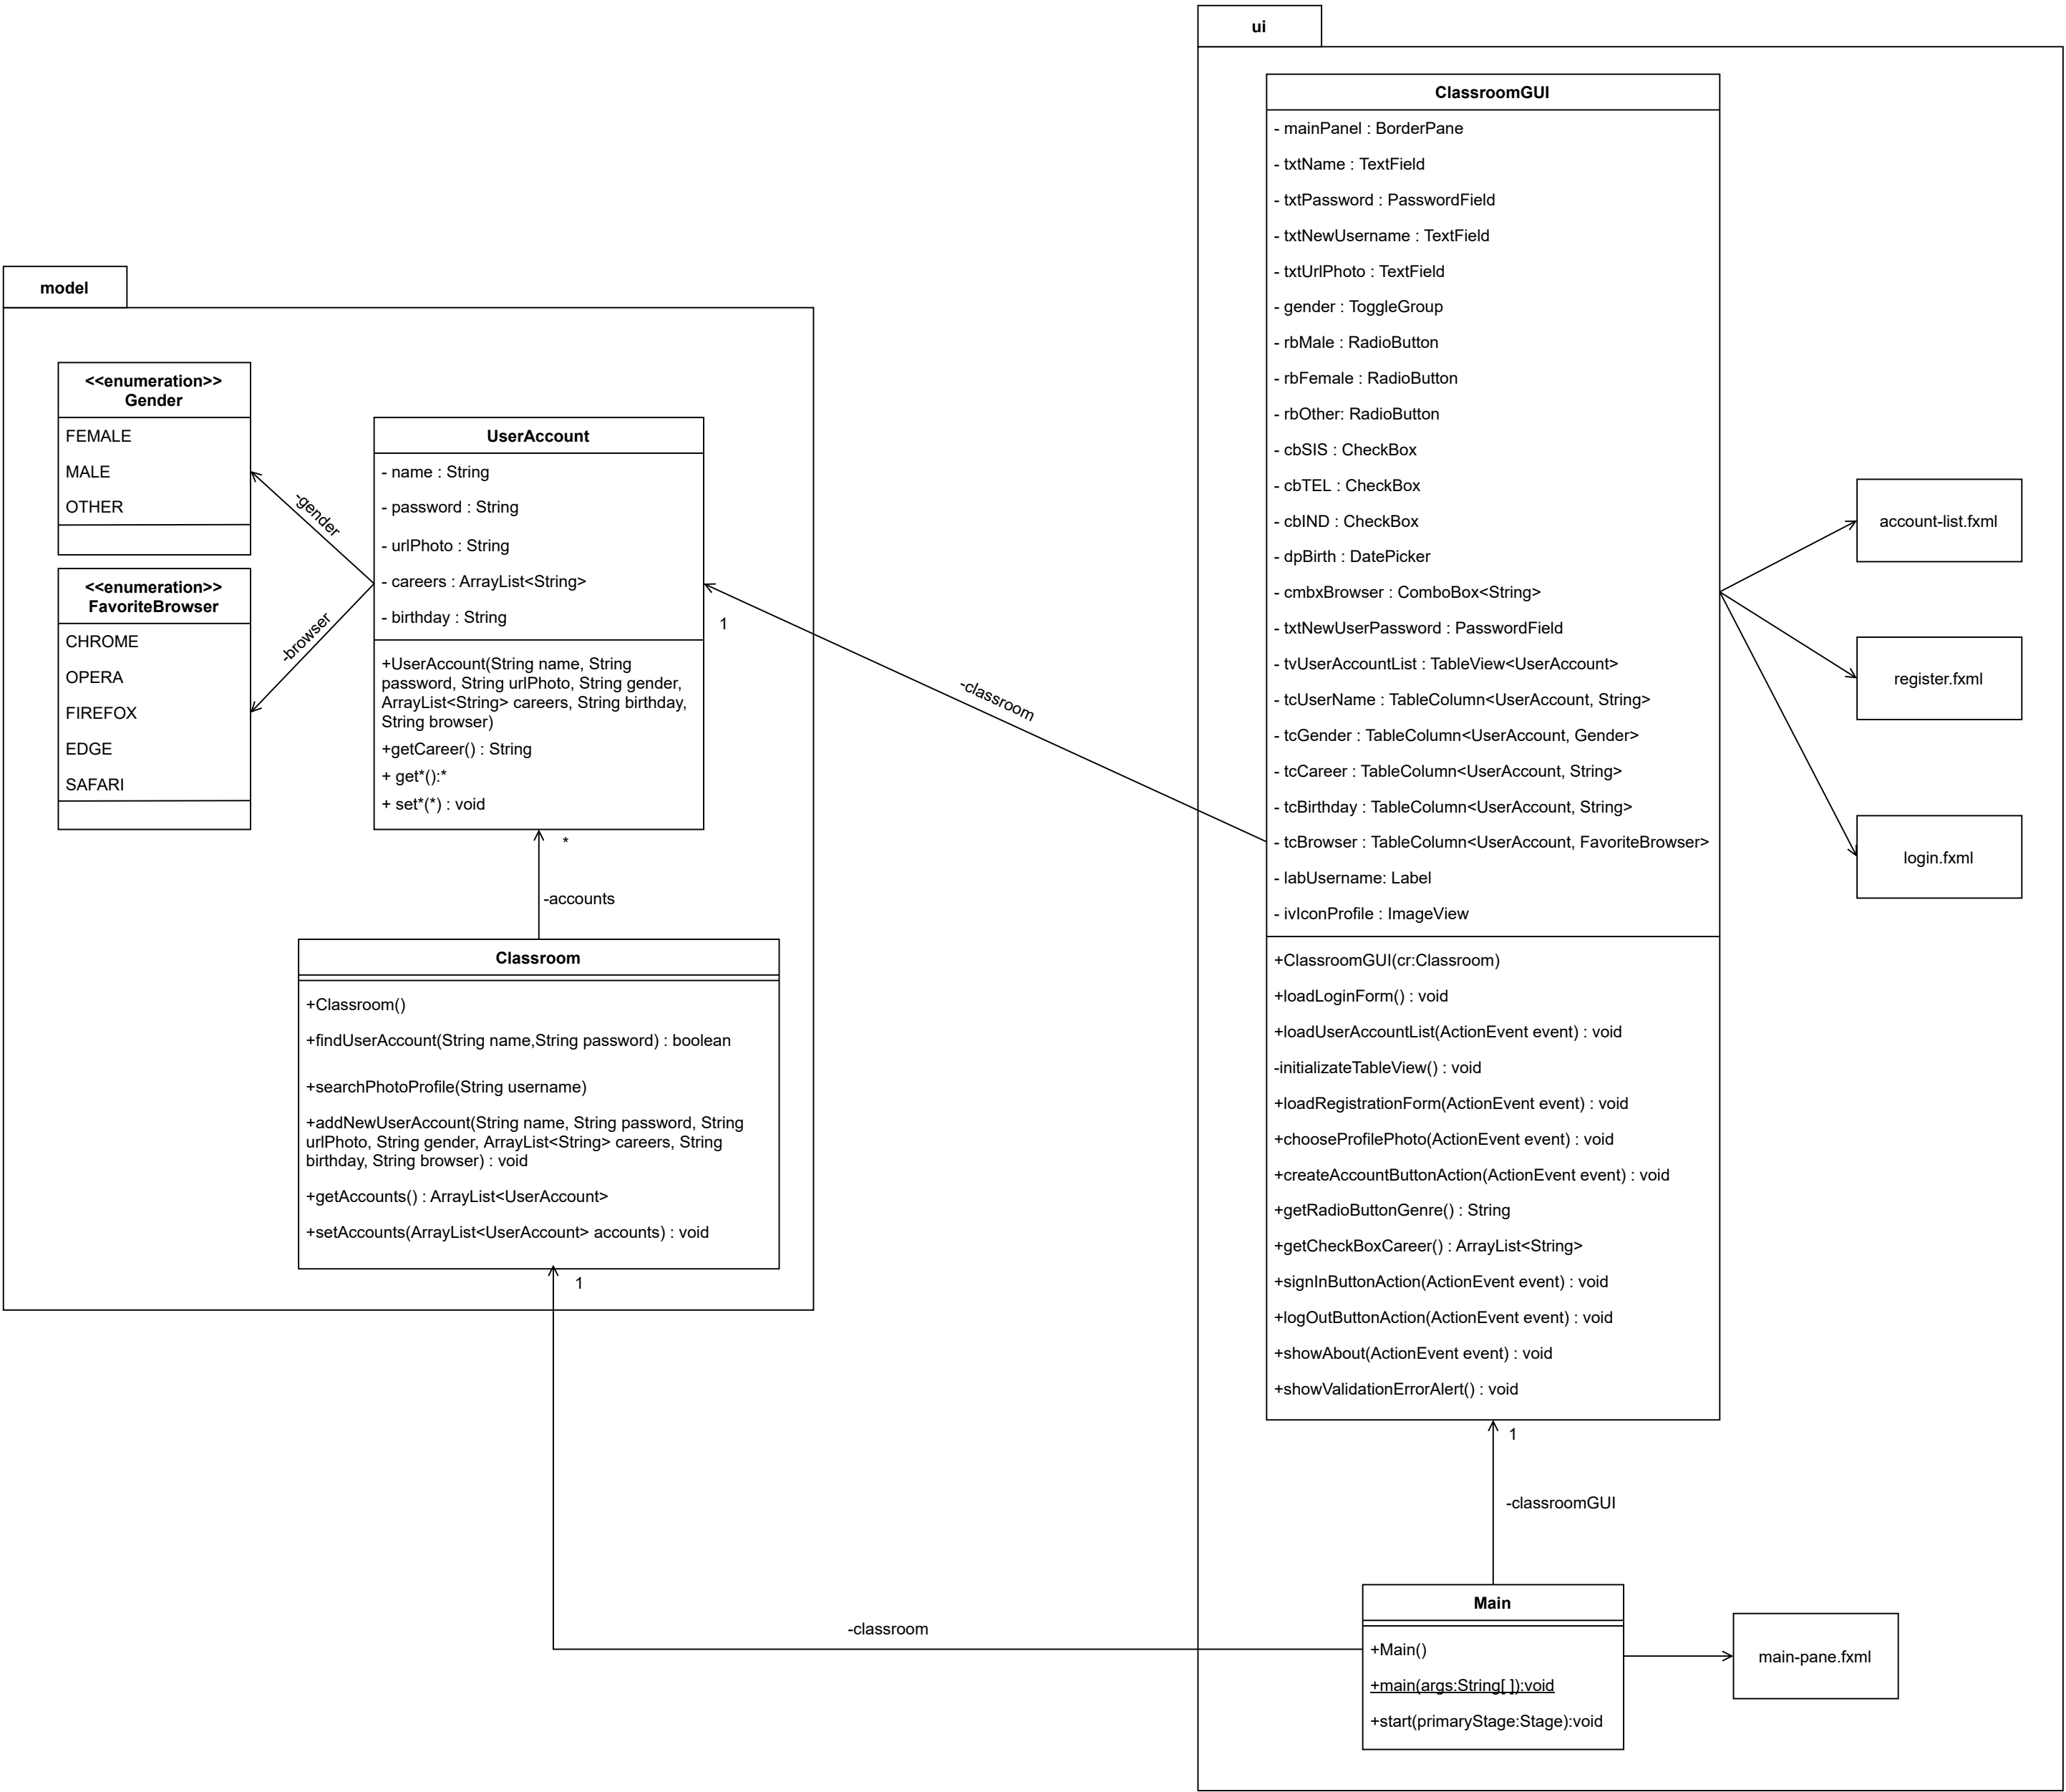 model
<<enumeration>>
Gender
FEMALE
MALE
OTHER
<<enumeration>>
FavoriteBrowser
CHROME
OPERA
FIREFOX
EDGE
SAFARI
-gender
-browser
UserAccount
- name : String
- password : String
- urlPhoto : String
- careers : ArrayList<String>
- birthday : String
+UserAccount(String name, String
password, String urlPhoto, String gender,
ArrayList<String> careers, String birthday,
String browser)
+getCareer() : String
+ get*():*
+ set*(*) : void
1
*
-accounts
Classroom
+Classroom()
+findUserAccount(String name,String password) : boolean
+searchPhotoProfile(String username)
+addNewUserAccount(String name, String password, String
urlPhoto, String gender, ArrayList<String> careers, String
birthday, String browser) : void
+getAccounts() : ArrayList<UserAccount>
+setAccounts(ArrayList<UserAccount> accounts) : void
1
-classroom
-classroom
ui
ClassroomGUI
- mainPanel : BorderPane
- txtName : TextField
- txtPassword : PasswordField
- txtNewUsername : TextField
- txtUrlPhoto : TextField
- gender : ToggleGroup
- rbMale : RadioButton
- rbFemale : RadioButton
- rbOther: RadioButton
- cbSIS : CheckBox
- cbTEL : CheckBox
- cbIND : CheckBox
- dpBirth : DatePicker
- cmbxBrowser : ComboBox<String>
- txtNewUserPassword : PasswordField
- tvUserAccountList : TableView<UserAccount>
- tcUserName : TableColumn<UserAccount, String>
- tcGender : TableColumn<UserAccount, Gender>
- tcCareer : TableColumn<UserAccount, String>
- tcBirthday : TableColumn<UserAccount, String>
- tcBrowser : TableColumn<UserAccount, FavoriteBrowser>
- labUsername: Label
- ivIconProfile : ImageView
+ClassroomGUI(cr:Classroom)
+loadLoginForm() : void
+loadUserAccountList(ActionEvent event) : void
-initializateTableView() : void
+loadRegistrationForm(ActionEvent event) : void
+chooseProfilePhoto(ActionEvent event) : void
+createAccountButtonAction(ActionEvent event) : void
+getRadioButtonGenre() : String
+getCheckBoxCareer() : ArrayList<String>
+signInButtonAction(ActionEvent event) : void
+logOutButtonAction(ActionEvent event) : void
+showAbout(ActionEvent event) : void
+showValidationErrorAlert() : void
account-list.fxml
register.fxml
login.fxml
1
-classroomGUI
Main
+Main()
+main(args:String[ ]):void
+start(primaryStage:Stage):void
main-pane.fxml